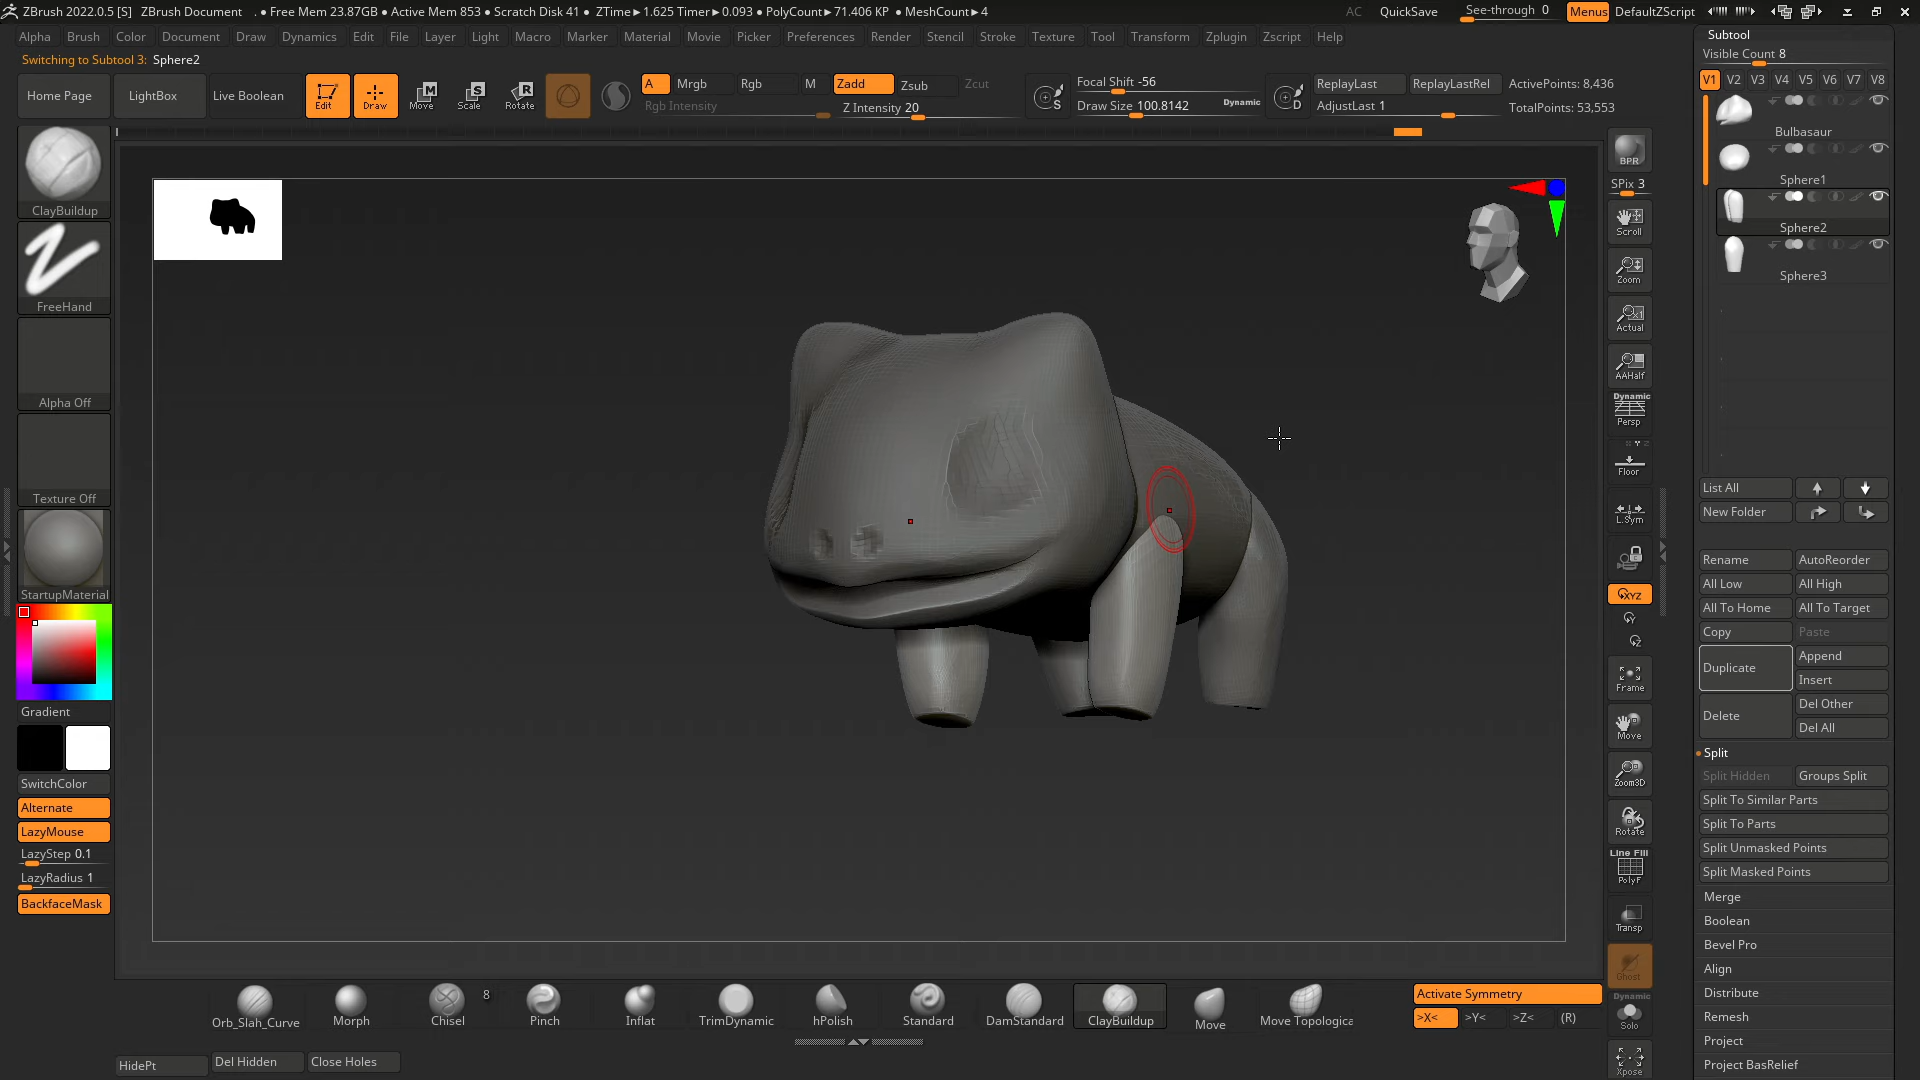 ZBrush 2022.0.5 [S] ZBrush Document . ● Free Mem 23.87GB ● Active Mem 853 ● Scratch Disk 41 ● ZTime►1.625 Timer►0.093 ● PolyCount►71.406 KP ● MeshCount►4 AC QuickSave See-through 0 Menus DefaultZScript
Alpha Brush Color Document Draw Dynamics Edit File Layer Light Macro Marker Material Movie Picker Preferences Render Stencil Stroke Texture Tool Transform Zplugin Zscript Help
Switching to Subtool 3: Sphere2
Home Page LightBox Live Boolean Edit Draw Move Scale Rotate
A Mrgb Rgb M Zadd Zsub Zcut
Rgb Intensity Z Intensity 20
Focal Shift -56
Draw Size 100.8142 Dynamic
ReplayLast ReplayLastRel ActivePoints: 8,436
AdjustLast 1 TotalPoints: 53,553
ClayBuildup
FreeHand
Alpha Off
Texture Off
StartupMaterial
Gradient
SwitchColor
Alternate
LazyMouse
LazyStep 0.1
LazyRadius 1
BackfaceMask
BPR
SPix 3
Scroll
Zoom
Actual
AAHalf
Dynamic
Persp
Floor
L.Sym
XYZ
Y
Z
Frame
Move
Zoom3D
Rotate
Line Fill
PolyF
Transp
Ghost
Dynamic
Solo
Xpose
Subtool
Visible Count 8
V1 V2 V3 V4 V5 V6 V7 V8
Bulbasaur
Sphere1
Sphere2
Sphere3
List All
New Folder
Rename AutoReorder
All Low All High
All To Home All To Target
Copy Paste
Duplicate Append
Insert
Delete Del Other
Del All
Split
Split Hidden Groups Split
Split To Similar Parts
Split To Parts
Split Unmasked Points
Split Masked Points
Merge
Boolean
Bevel Pro
Align
Distribute
Remesh
Project
Project BasRelief
8
Orb_Slah_Curve Morph Chisel Pinch Inflat TrimDynamic hPolish Standard DamStandard ClayBuildup Move Move Topologica
Activate Symmetry
>X< >Y< >Z< (R)
HidePt Del Hidden Close Holes